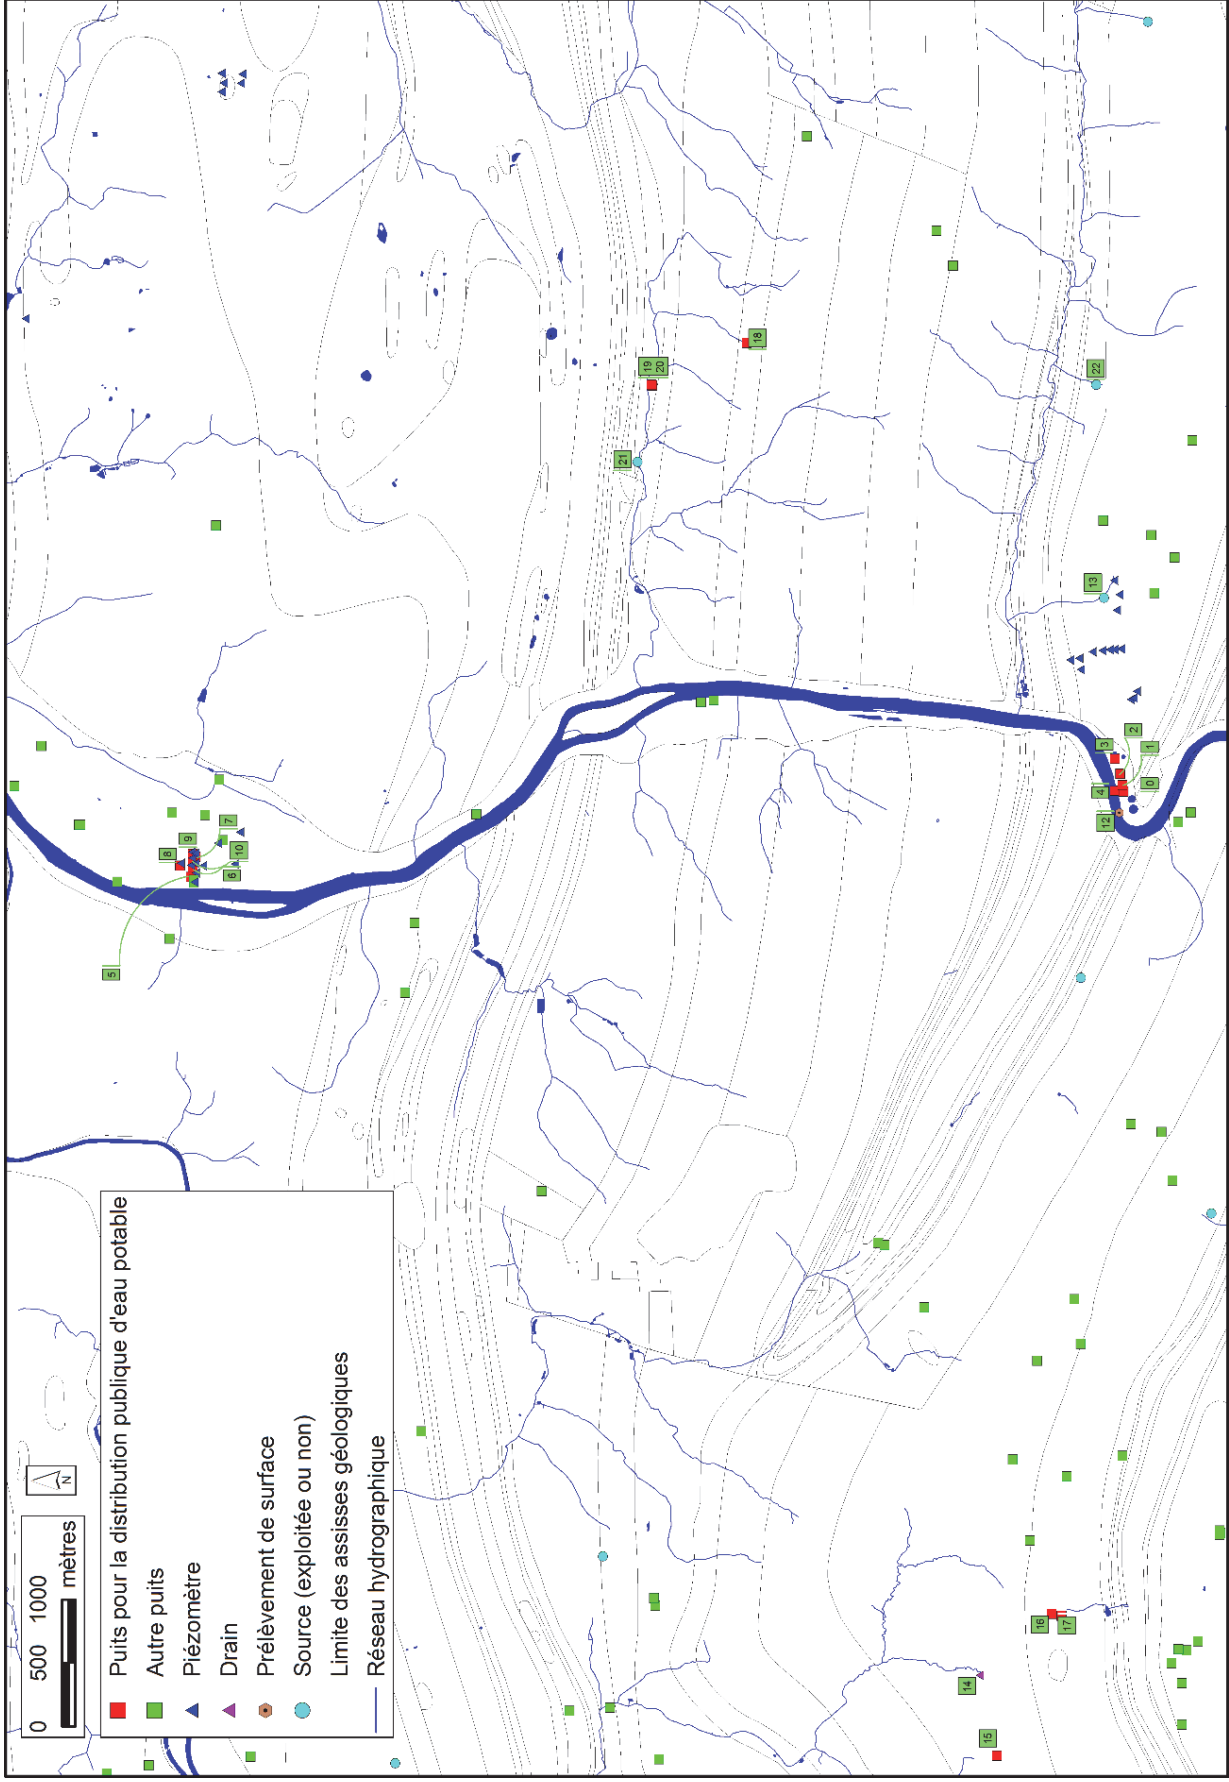 0 500 1000
mètres
N
Puits pour la distribution publique d'eau potable
Autre puits
Piézomètre
Drain
Prélèvement de surface
Source (exploitée ou non)
Limite des assisses géologiques
Réseau hydrographique
5
8
9
7
6
10
21
19
20
18
22
13
3
2
4
1
0
12
16
17
14
15